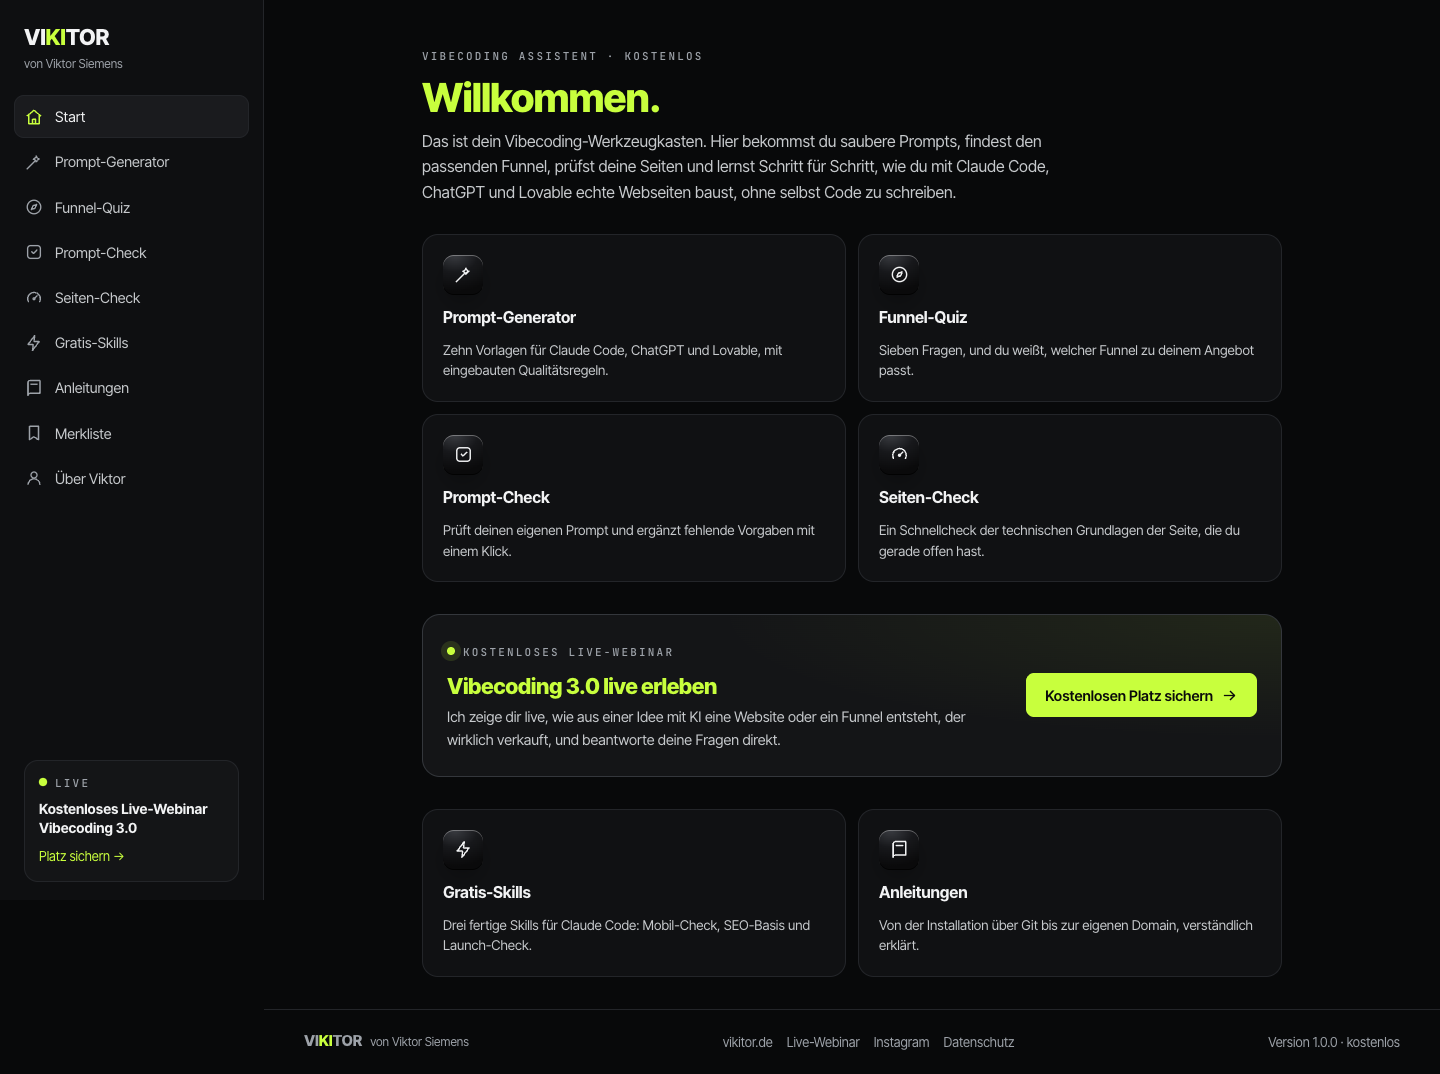 VIKITOR
von Viktor Siemens
Start
Prompt-Generator
Funnel-Quiz
Prompt-Check
Seiten-Check
Gratis-Skills
Anleitungen
Merkliste
Über Viktor
LIVE
Kostenloses Live-Webinar
Vibecoding 3.0
Platz sichern →
VIBECODING ASSISTENT · KOSTENLOS
Willkommen.
Das ist dein Vibecoding-Werkzeugkasten. Hier bekommst du saubere Prompts, findest den
passenden Funnel, prüfst deine Seiten und lernst Schritt für Schritt, wie du mit Claude Code,
ChatGPT und Lovable echte Webseiten baust, ohne selbst Code zu schreiben.
Prompt-Generator
Zehn Vorlagen für Claude Code, ChatGPT und Lovable, mit
eingebauten Qualitätsregeln.
Funnel-Quiz
Sieben Fragen, und du weißt, welcher Funnel zu deinem Angebot
passt.
Prompt-Check
Prüft deinen eigenen Prompt und ergänzt fehlende Vorgaben mit
einem Klick.
Seiten-Check
Ein Schnellcheck der technischen Grundlagen der Seite, die du
gerade offen hast.
KOSTENLOSES LIVE-WEBINAR
Vibecoding 3.0 live erleben
Ich zeige dir live, wie aus einer Idee mit KI eine Website oder ein Funnel entsteht, der
wirklich verkauft, und beantworte deine Fragen direkt.
Kostenlosen Platz sichern →
Gratis-Skills
Drei fertige Skills für Claude Code: Mobil-Check, SEO-Basis und
Launch-Check.
Anleitungen
Von der Installation über Git bis zur eigenen Domain, verständlich
erklärt.
VIKITOR von Viktor Siemens
vikitor.de Live-Webinar Instagram Datenschutz
Version 1.0.0 · kostenlos